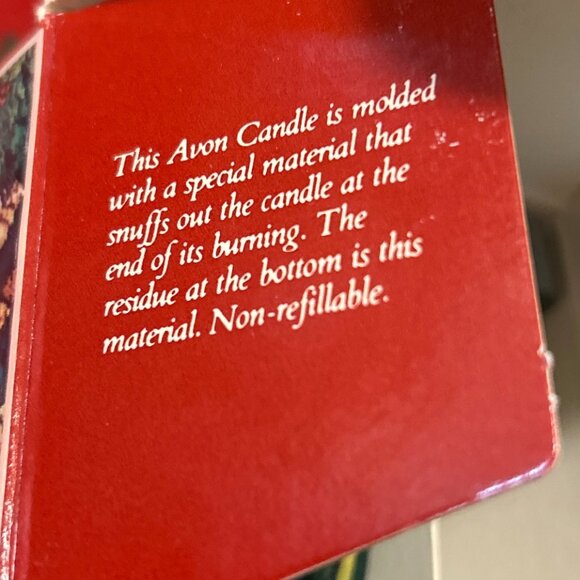 This Avon Candle is molded
with a special material that
snuffs out the candle at the
end of its burning. The
residue at the bottom is this
material. Non-refillable.